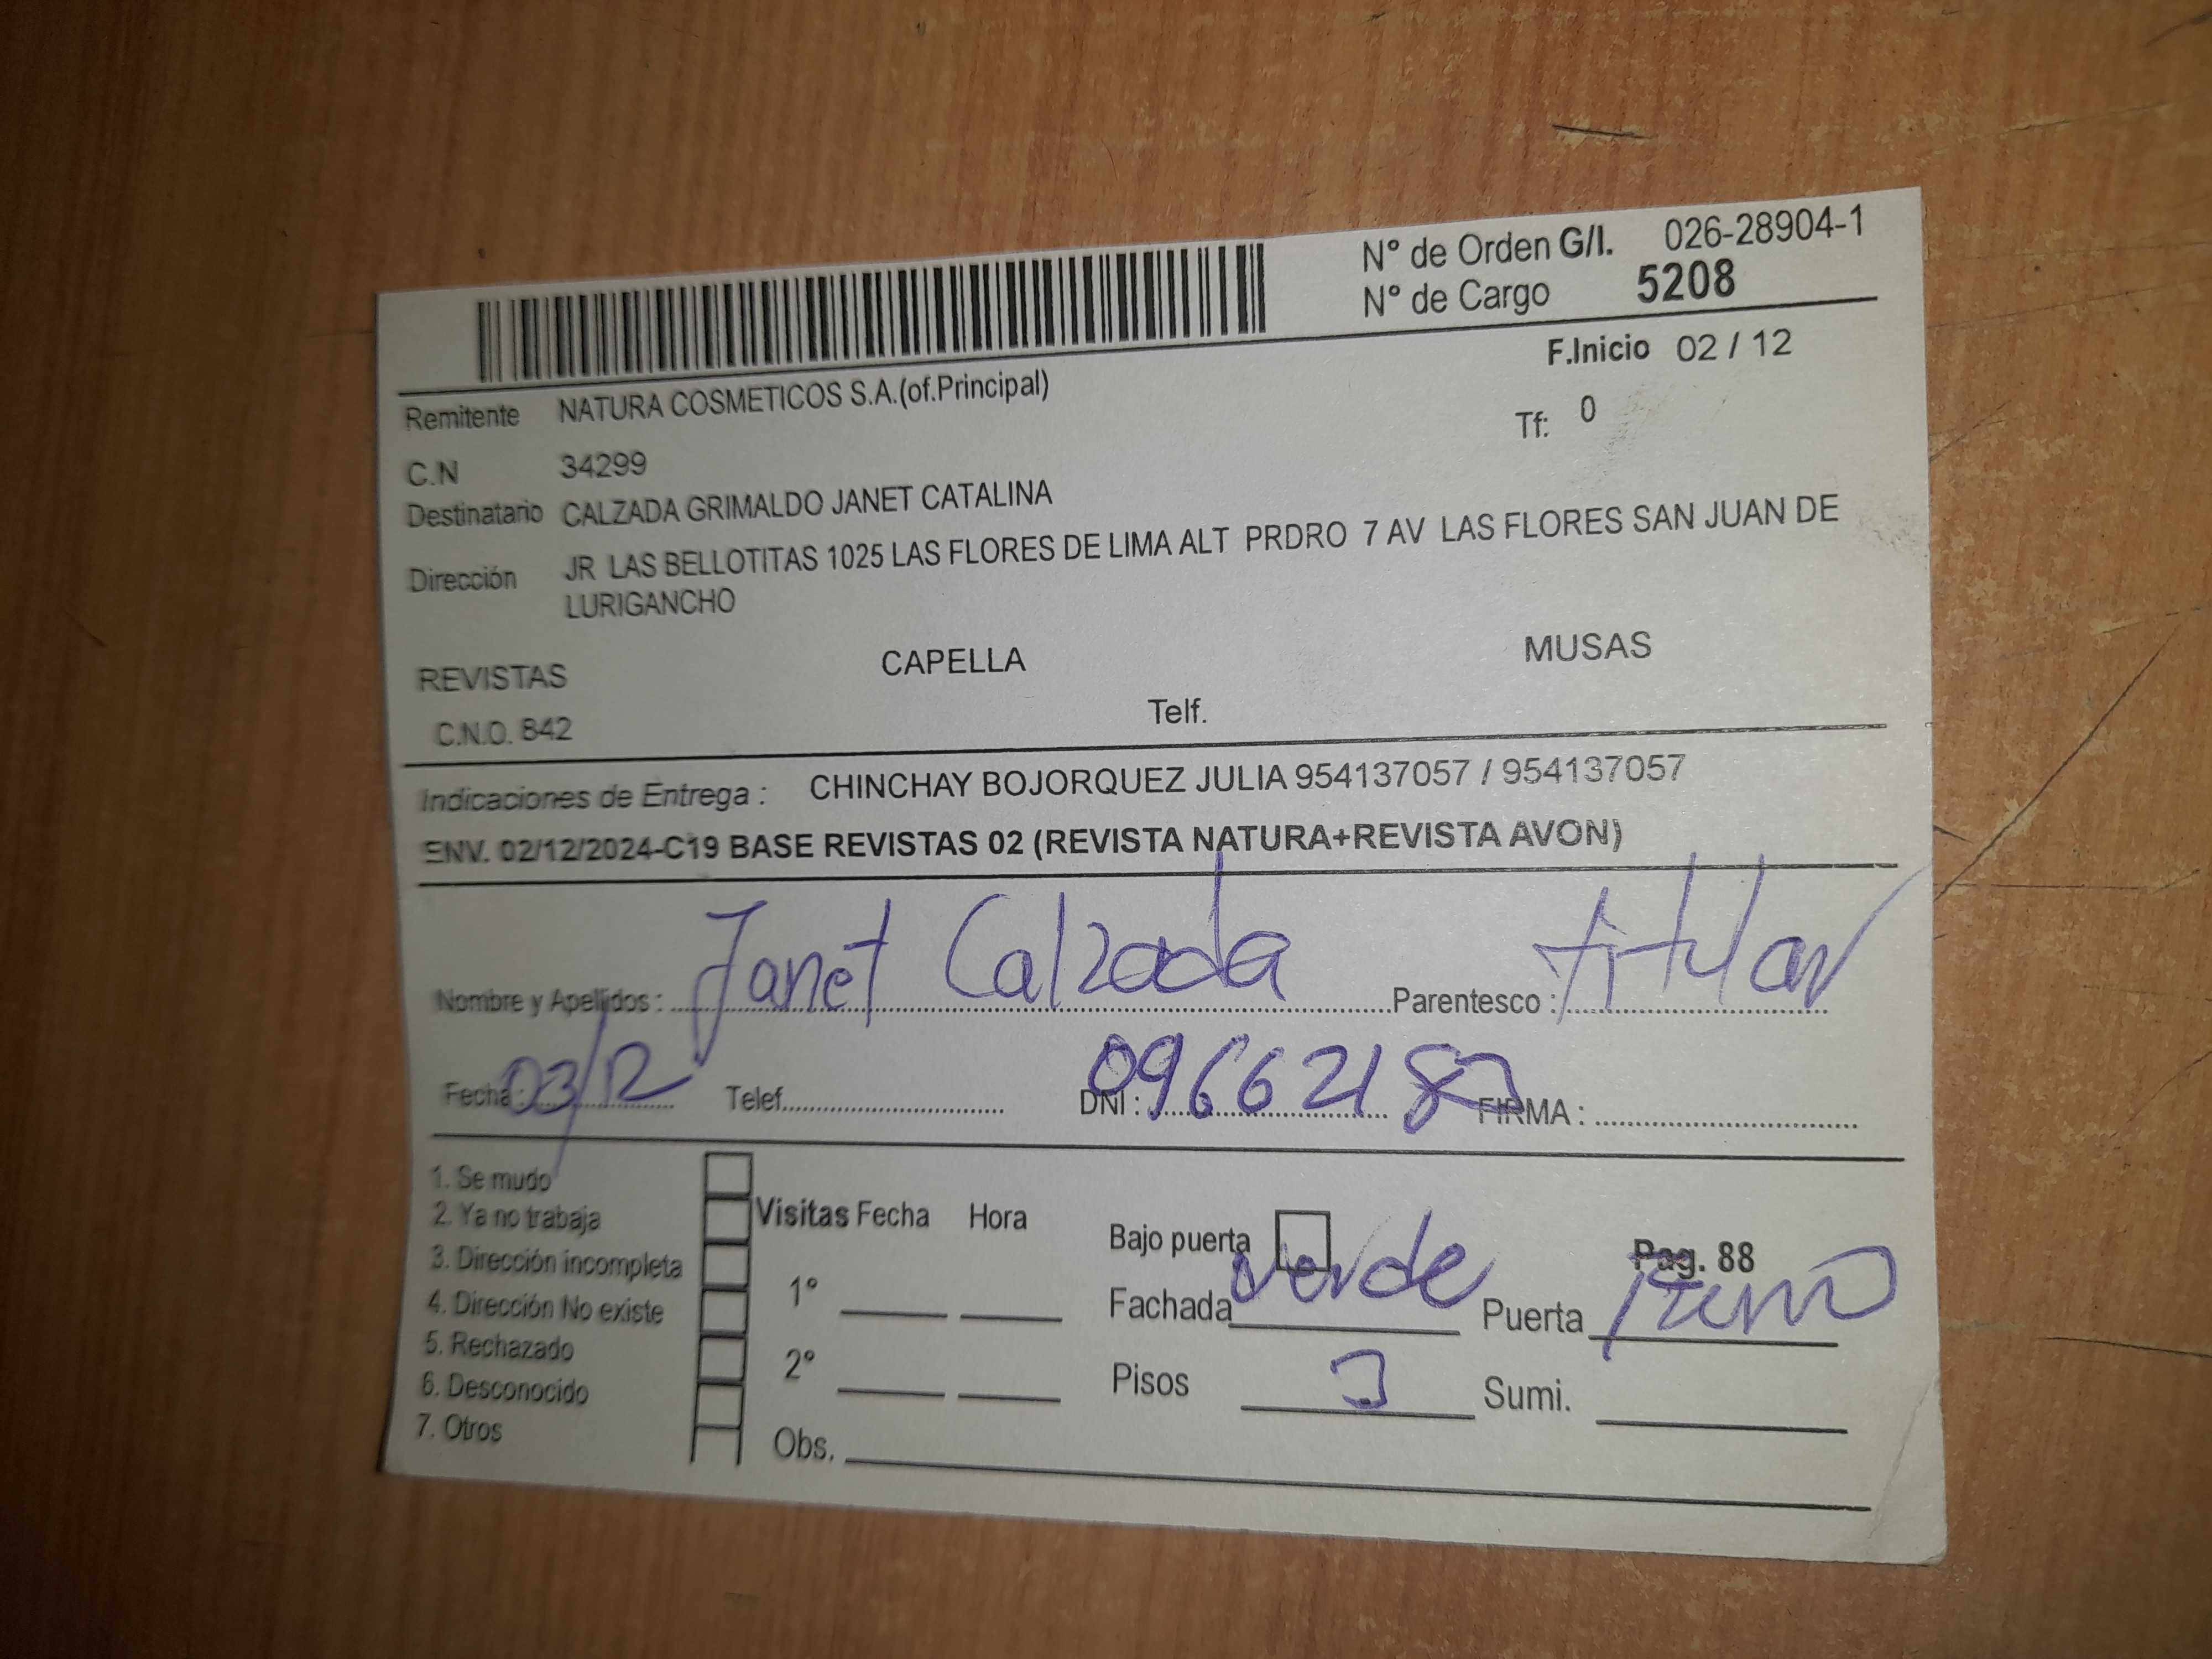 N° de Orden G/I. 026-28904-1
N° de Cargo 5208
F.Inicio 02 / 12
Remitente NATURA COSMETICOS S.A.(of.Principal)
Tf: 0
C.N 34299
Destinatario CALZADA GRIMALDO JANET CATALINA
Dirección JR LAS BELLOTITAS 1025 LAS FLORES DE LIMA ALT PRDRO 7 AV LAS FLORES SAN JUAN DE
LURIGANCHO
REVISTAS CAPELLA MUSAS
C.N.O. 842 Telf.
Indicaciones de Entrega : CHINCHAY BOJORQUEZ JULIA 954137057 / 954137057
ENV. 02/12/2024-C19 BASE REVISTAS 02 (REVISTA NATURA+REVISTA AVON)
Nombre y Apellidos : Janet Calzada Parentesco : titular
Fecha : 03/12 Telef. DNI : 09662182 FIRMA :
1. Se mudo
2. Ya no trabaja
3. Dirección incompleta
4. Dirección No existe
5. Rechazado
6. Desconocido
7. Otros
Visitas Fecha Hora
1°
2°
Obs.
Bajo puerta Pag. 88
Fachada verde Puerta
Pisos 3 Sumi.